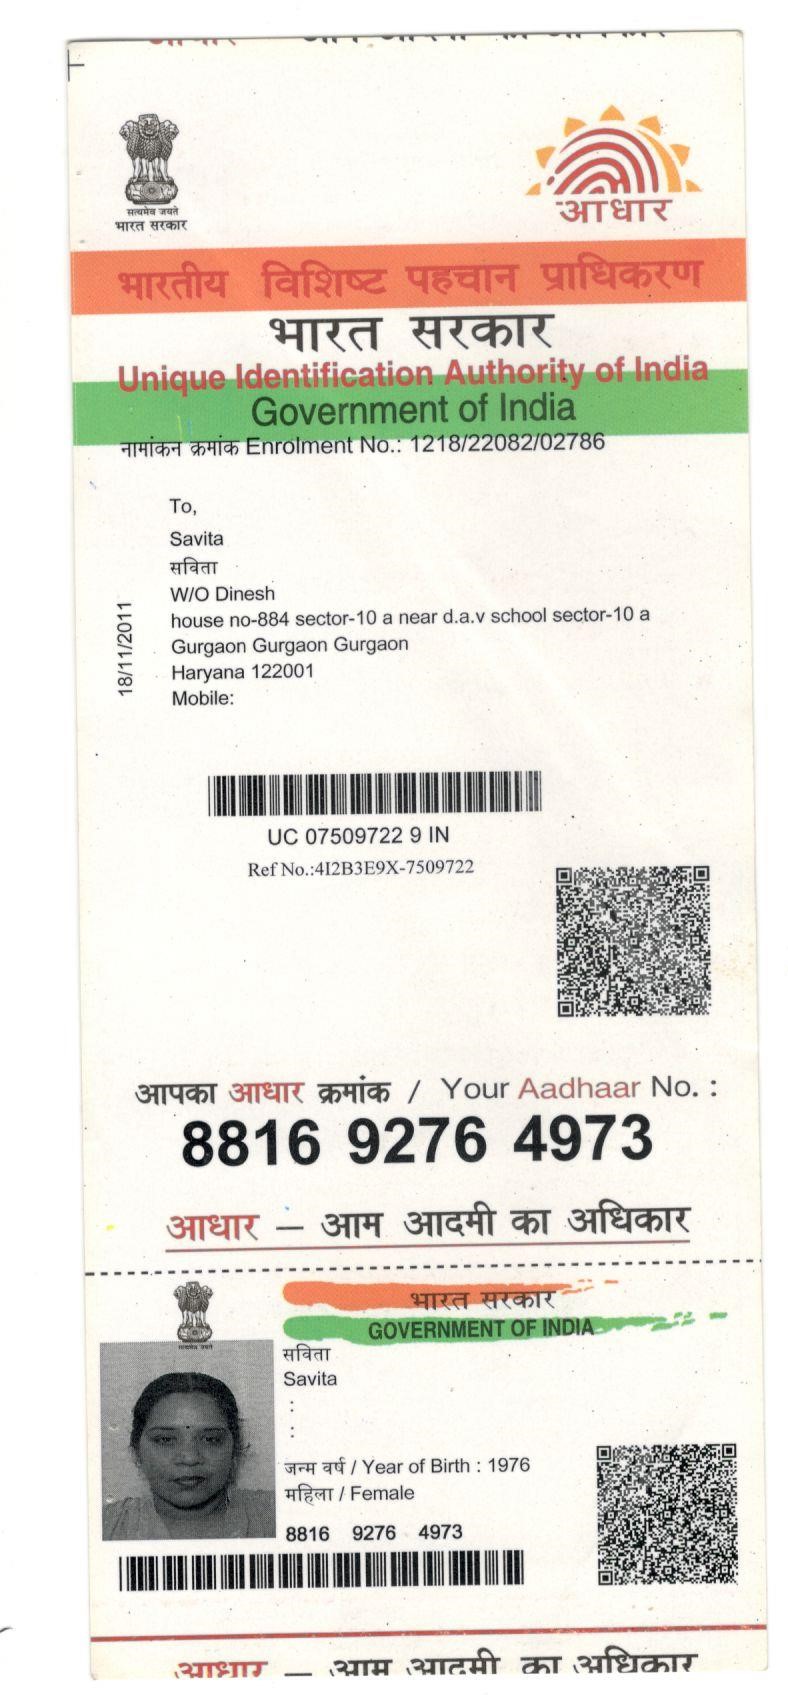 सत्यमेव जयते
भारत सरकार
आधार
भारतीय विशिष्ट पहचान प्राधिकरण
भारत सरकार
Unique Identification Authority of India
Government of India
नामांकन क्रमांक Enrolment No.: 1218/22082/02786
To,
Savita
सविता
W/O Dinesh
house no-884 sector-10 a near d.a.v school sector-10 a
Gurgaon Gurgaon Gurgaon
Haryana 122001
Mobile:
18/11/2011
UC 07509722 9 IN
Ref No.:4I2B3E9X-7509722
आपका आधार क्रमांक / Your Aadhaar No. :
8816 9276 4973
आधार – आम आदमी का अधिकार
भारत सरकार
GOVERNMENT OF INDIA
सविता
Savita
:
:
जन्म वर्ष / Year of Birth : 1976
महिला / Female
8816 9276 4973
आधार – आम आदमी का अधिकार